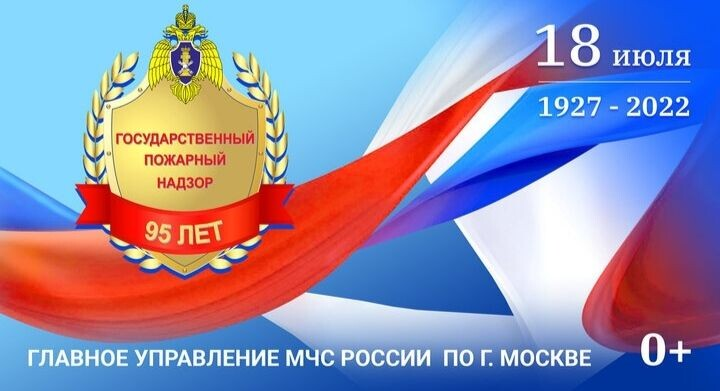 ГОСУДАРСТВЕННЫЙ
ПОЖАРНЫЙ
НАДЗОР
95 ЛЕТ
18 июля
1927 - 2022
ГЛАВНОЕ УПРАВЛЕНИЕ МЧС РОССИИ ПО Г. МОСКВЕ
0+